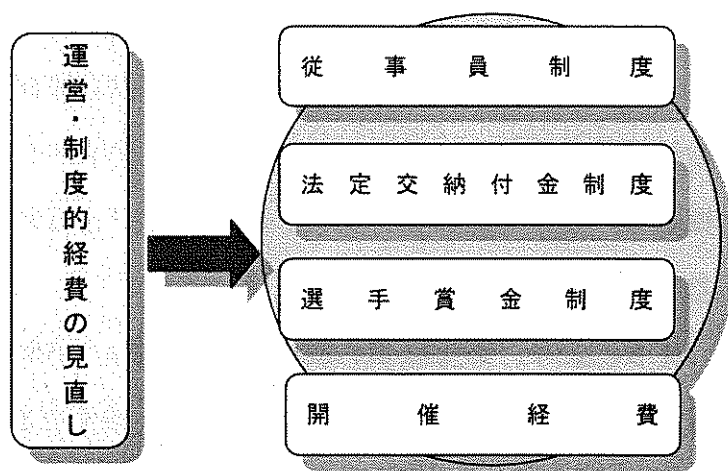 運営・制度的経費の見直し
従事員制度
法定交納付金制度
選手賞金制度
開催経費